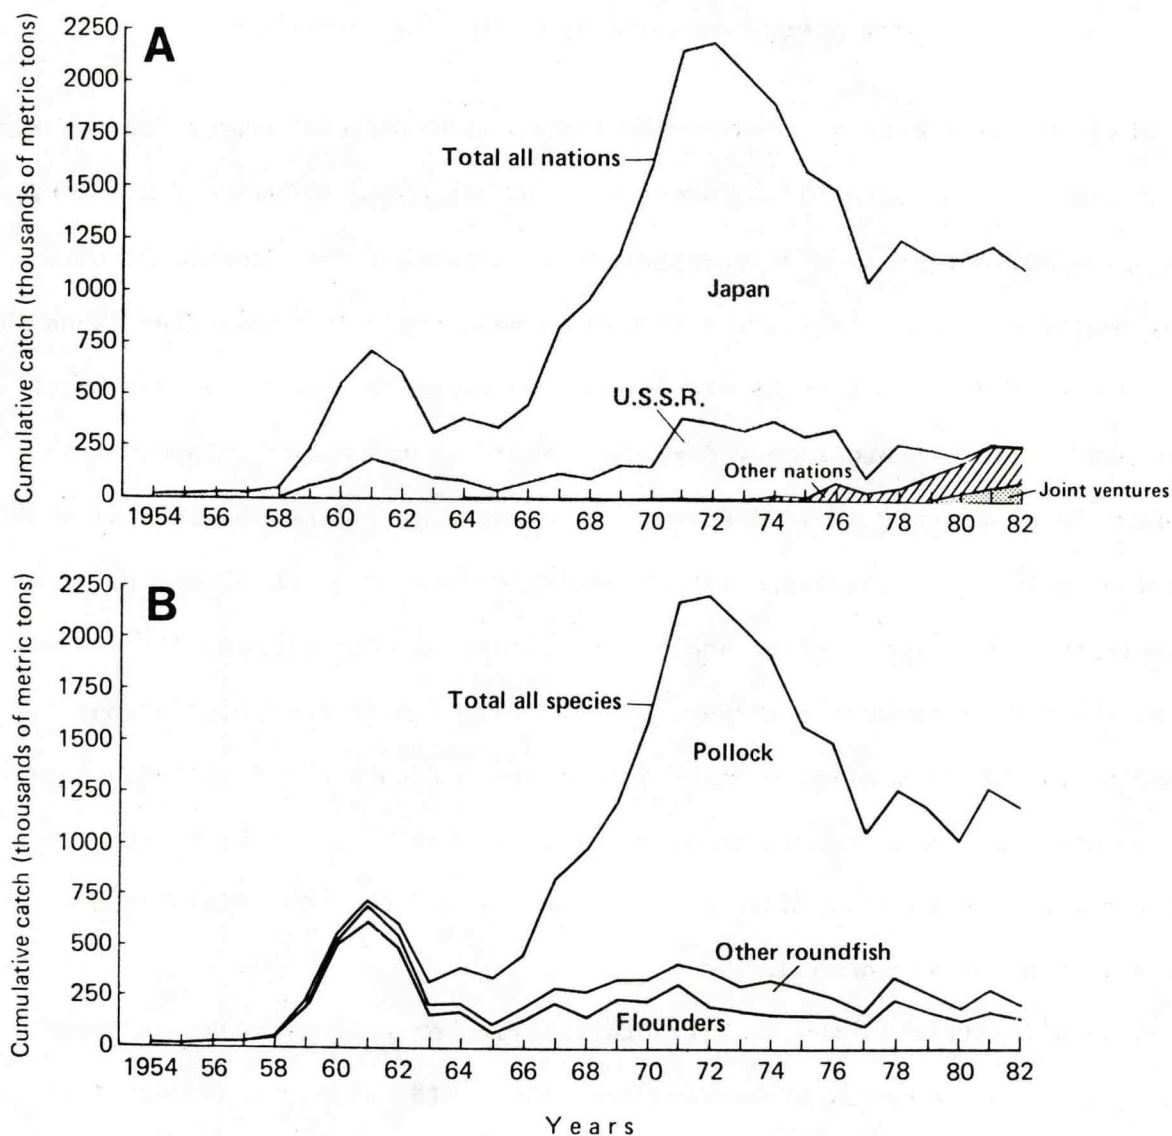 A
Cumulative catch (thousands of netric tons)
2250
2000
1750
1500
1250
1000
750
500
250
0
Total all nations
Japan
U.S.S.R.
Other nations
Joint ventures
1954 56 58 60 62 64 66 68 70 72 74 76 78 80 82
B
Cumulative catch (thousands of metric tons)
2250
2000
1750
1500
1250
1000
750
500
250
0
Total all species
Pollock
Other roundfish
Flounders
1954 56 58 60 62 64 66 68 70 72 74 76 78 80 82
Years